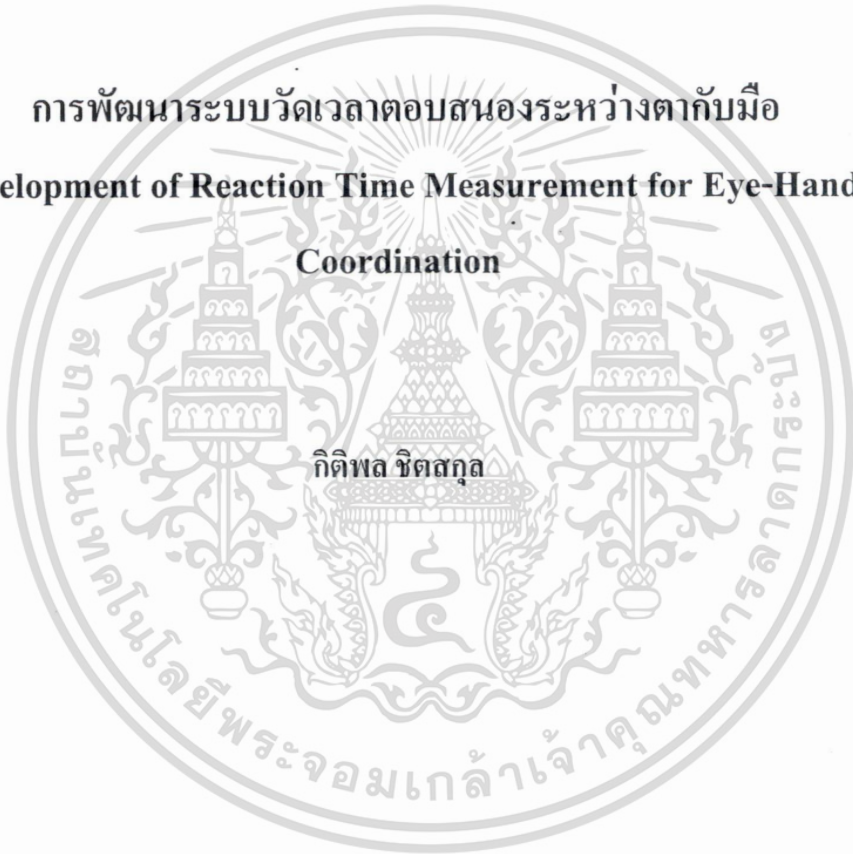 การพัฒนาระบบวัดเวลาตอบสนองระหว่างตากับมือ
elopment of Reaction Time Measurement for Eye-Hand
Coordination
กิติพล ชิตสกุล
สถาบันเทคโนโลยีพระจอมเกล้าเจ้าคุณทหารลาดกระบัง